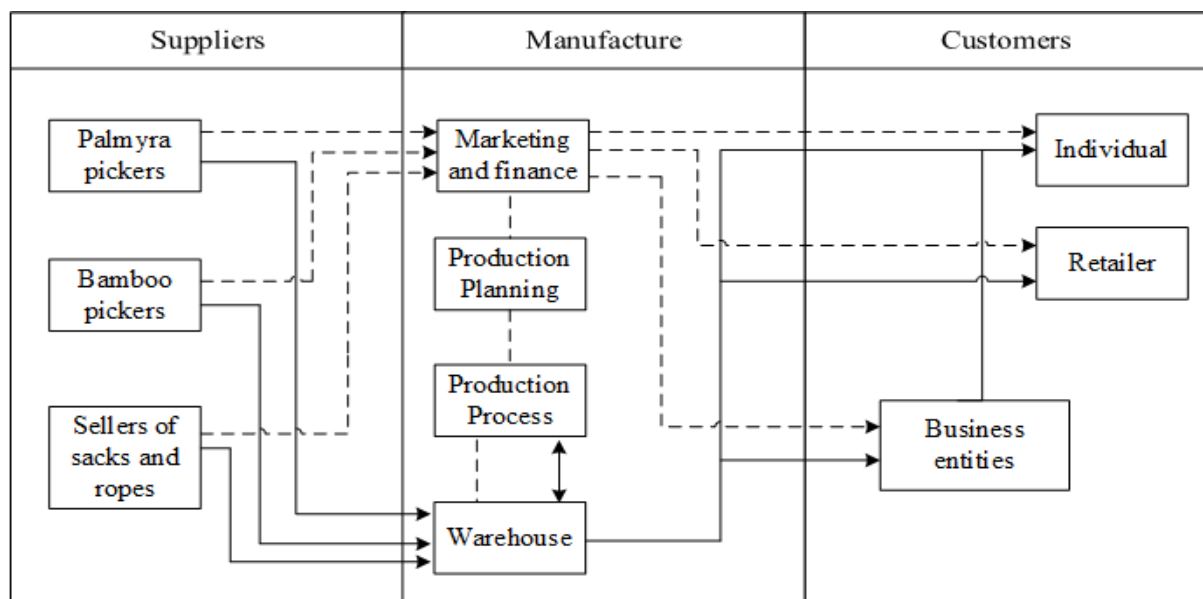 Suppliers
Manufacture
Customers
Palmyra
pickers
Bamboo
pickers
Sellers of
sacks and
ropes
Marketing
and finance
Production
Planning
Production
Process
Warehouse
Individual
Retailer
Business
entities